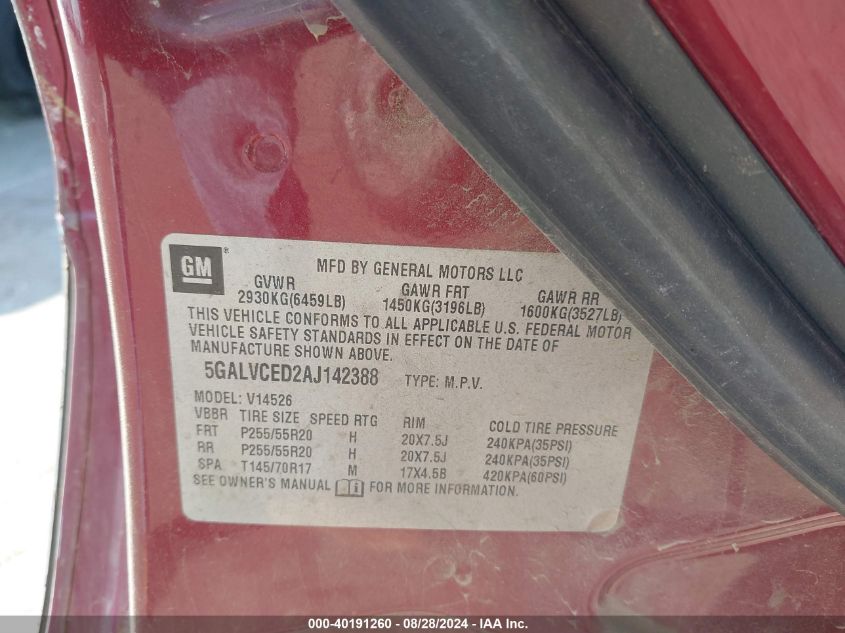 GM ® MFD BY GENERAL MOTORS LLC
GVWR GAWR FRT GAWR RR
2930KG(6459LB) 1450KG(3196LB) 1600KG(3527LB)
THIS VEHICLE CONFORMS TO ALL APPLICABLE U.S. FEDERAL MOTOR
VEHICLE SAFETY STANDARDS IN EFFECT ON THE DATE OF
MANUFACTURE SHOWN ABOVE.
5GALVCED2AJ142388 TYPE: M.P.V.
MODEL: V14526
VBBR TIRE SIZE SPEED RTG RIM COLD TIRE PRESSURE
FRT P255/55R20 H 20X7.5J 240KPA(35PSI)
RR P255/55R20 H 20X7.5J 240KPA(35PSI)
SPA T145/70R17 M 17X4.5B 420KPA(60PSI)
SEE OWNER'S MANUAL FOR MORE INFORMATION.
000-40191260 - 08/28/2024 - IAA Inc.